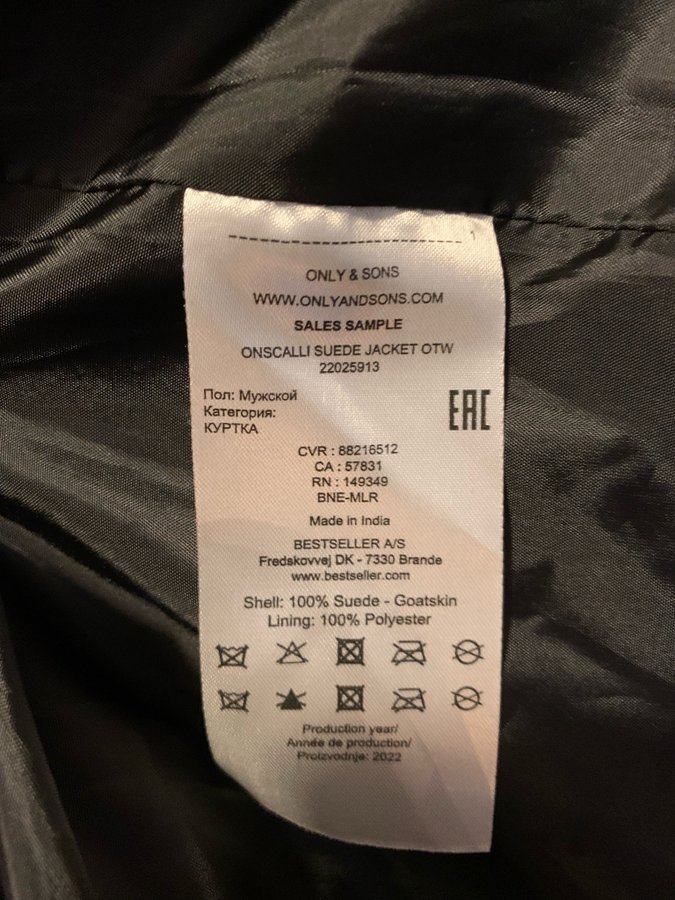 ONLY & SONS
WWW.ONLYANDSONS.COM
SALES SAMPLE
ONSCALLI SUEDE JACKET OTW
22025913
Пол: Мужской
Категория:
КУРТКА
EAC
CVR : 88216512
CA : 57831
RN : 149349
BNE-MLR
Made in India
BESTSELLER A/S
Fredskovvej DK - 7330 Brande
www.bestseller.com
Shell: 100% Suede - Goatskin
Lining: 100% Polyester
Production year/
Année de production/
Proizvodnje: 2022